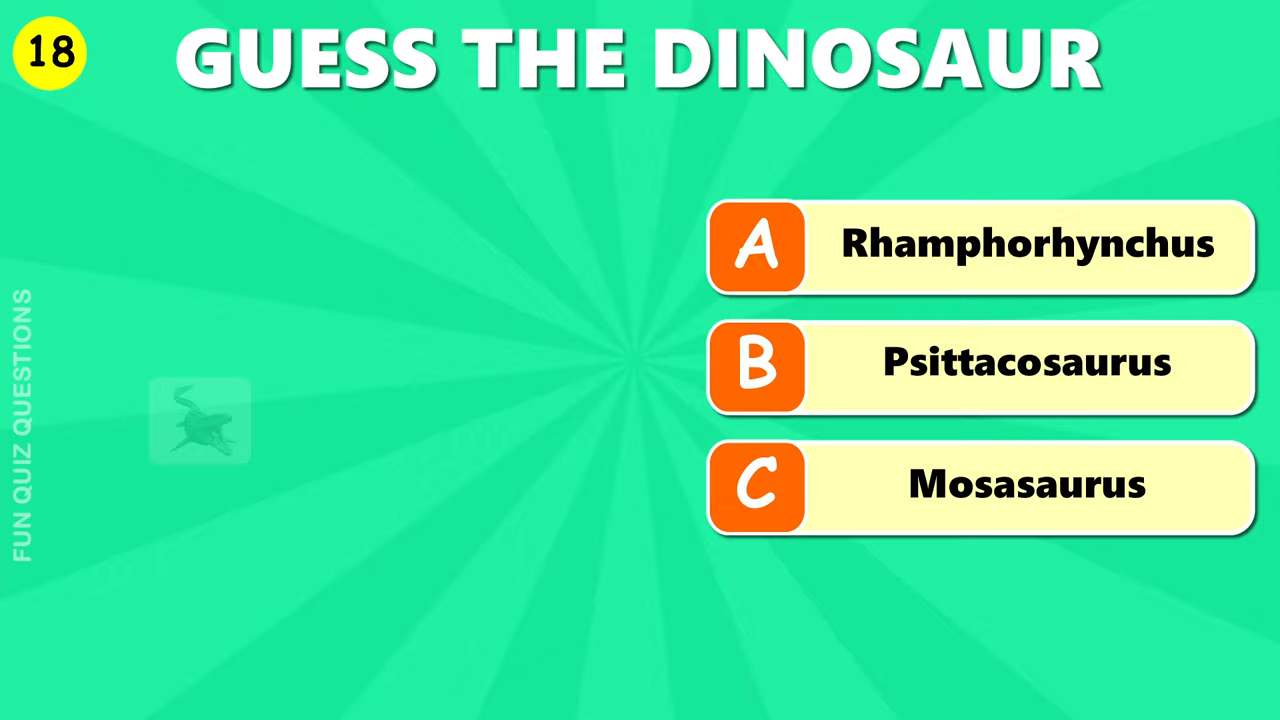 18
GUESS THE DINOSAUR
A Rhamphorhynchus
B Psittacosaurus
C Mosasaurus
FUN QUIZ QUESTIONS